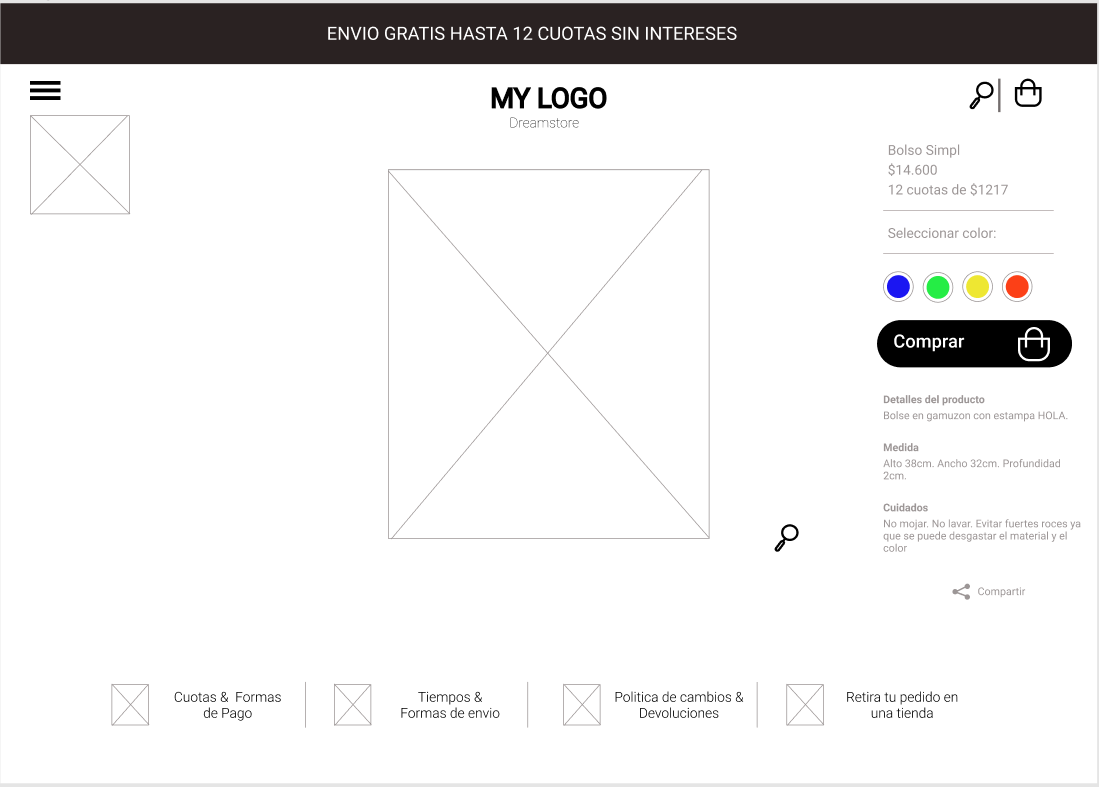 ENVIO GRATIS HASTA 12 CUOTAS SIN INTERESES
MY LOGO
Dreamstore
Bolso Simpl
$14.600
12 cuotas de $1217
Seleccionar color:
Comprar
Detalles del producto
Bolse en gamuzon con estampa HOLA.
Medida
Alto 38cm. Ancho 32cm. Profundidad
2cm.
Cuidados
No mojar. No lavar. Evitar fuertes roces ya
que se puede desgastar el material y el
color
Compartir
Cuotas & Formas
de Pago
Tiempos &
Formas de envio
Politica de cambios &
Devoluciones
Retira tu pedido en
una tienda